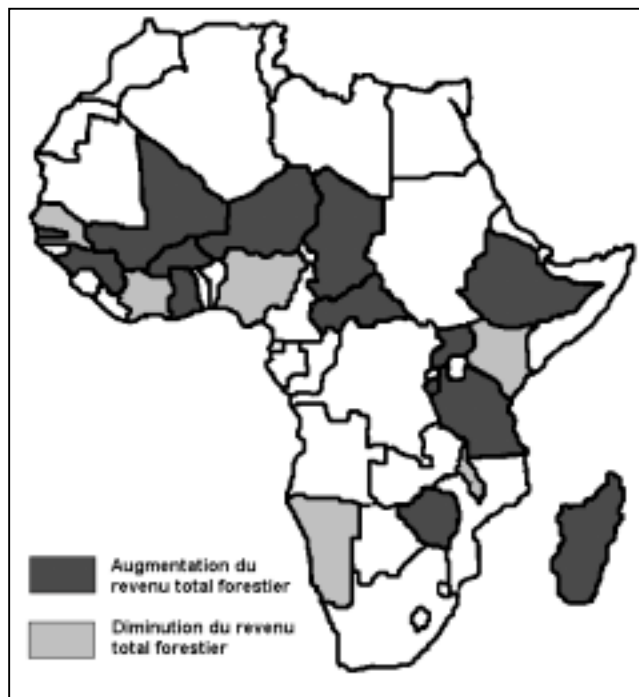 Augmentation du
revenu total forestier
Diminution du revenu
total forestier